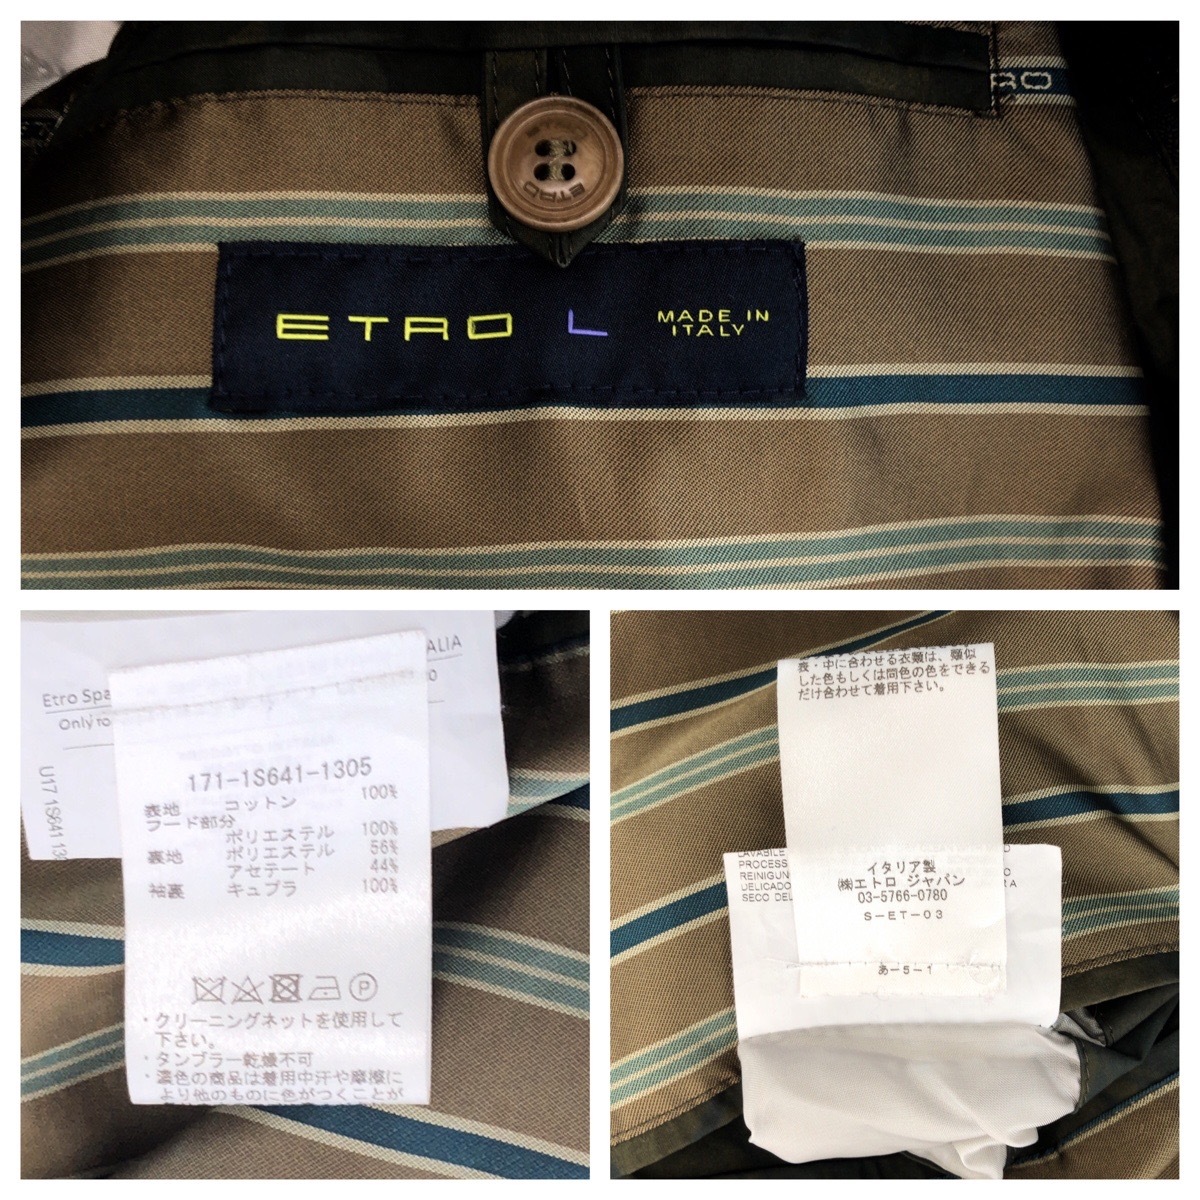 RO
ETRO
ETRO
ETRO L MADE IN
ITALY
ALIA
Etro Spa
Only ro
U17 1S641 13
171-1S641-1305
表地 コットン 100%
フード部分
ポリエステル 100%
裏地 ポリエステル 56%
アセテート 44%
袖裏 キュプラ 100%
P
・クリーニングネットを使用して
下さい。
・タンブラー乾燥不可
・濃色の商品は着用中汗や摩擦に
より他のものに色がつくことが
表・中に合わせる衣類は、類似
した色もしくは同色の色をできる
だけ合わせて着用下さい。
LAVABILE
PROCESS
REINIGUN
DELICADO
SECO DEL
イタリア製
(株)エトロ ジャパン
03-5766-0780
S-ET-03
あ-5-1